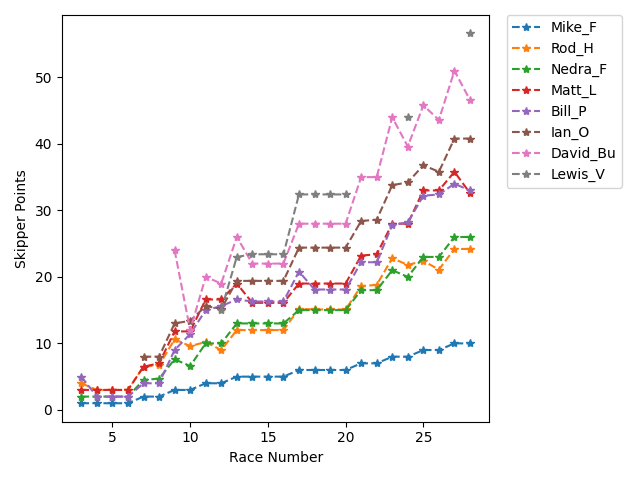 Skipper Points
50
40
30
20
10
0
5
10
15
20
25
Race Number
Mike_F
Rod_H
Nedra_F
Matt_L
Bill_P
Ian_O
David_Bu
Lewis_V